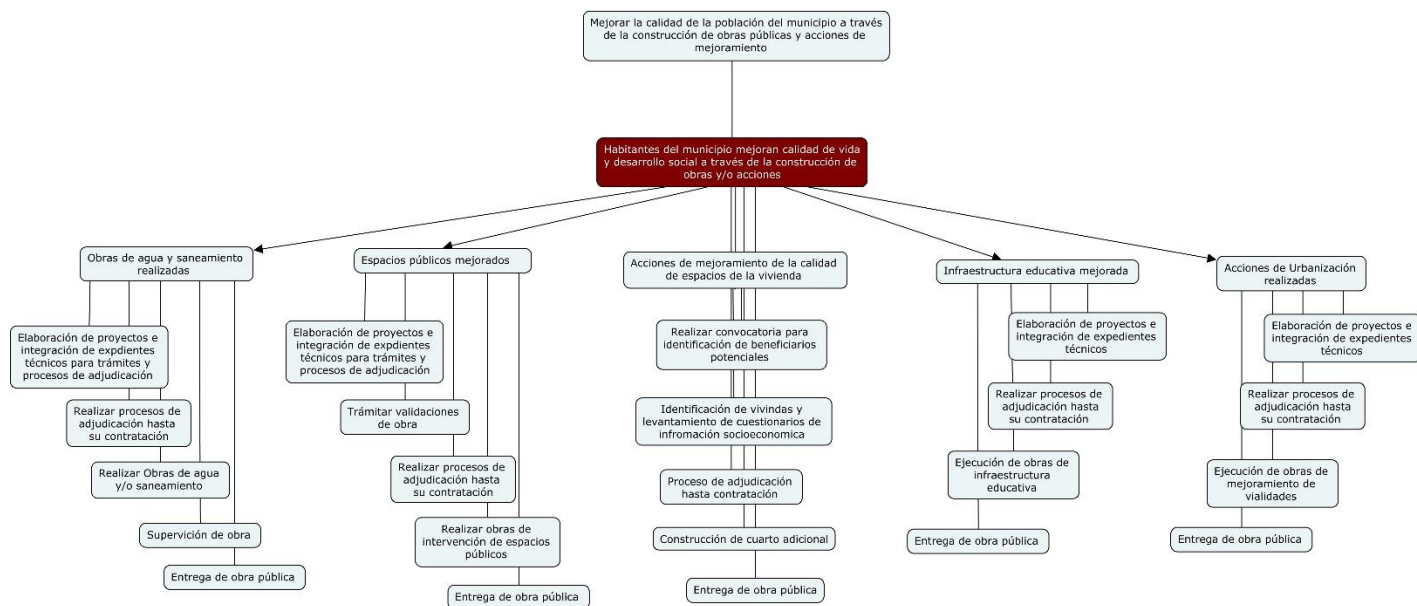 Mejorar la calidad de la población del municipio a través
de la construcción de obras públicas y acciones de
mejoramiento
Habitantes del municipio mejoran calidad de vida
y desarrollo social a través de la construcción de
obras y/o acciones
Obras de agua y saneamiento
realizadas
Elaboración de proyectos e
integración de expdientes
técnicos para trámites y
procesos de adjudicación
Realizar procesos de
adjudicación hasta
su contratación
Realizar Obras de agua
y/o saneamiento
Supervición de obra
Entrega de obra pública
Espacios públicos mejorados
Elaboración de proyectos e
integración de expdientes
técnicos para trámites y
procesos de adjudicación
Trámitar validaciones
de obra
Realizar procesos de
adjudicación hasta
su contratación
Realizar obras de
intervención de espacios
públicos
Entrega de obra pública
Acciones de mejoramiento de la calidad
de espacios de la vivienda
Realizar convocatoria para
identificación de beneficiarios
potenciales
Identificación de vivindas y
levantamiento de cuestionarios de
infromación socioeconomica
Proceso de adjudicación
hasta contratación
Construcción de cuarto adicional
Entrega de obra pública
Infraestructura educativa mejorada
Elaboración de proyectos e
integración de expedientes
técnicos
Realizar procesos de
adjudicación hasta
su contratación
Ejecución de obras de
infraestructura
educativa
Entrega de obra pública
Acciones de Urbanización
realizadas
Elaboración de proyectos e
integración de expedientes
técnicos
Realizar procesos de
adjudicación hasta
su contratación
Ejecución de obras de
mejoramiento de
vialidades
Entrega de obra pública